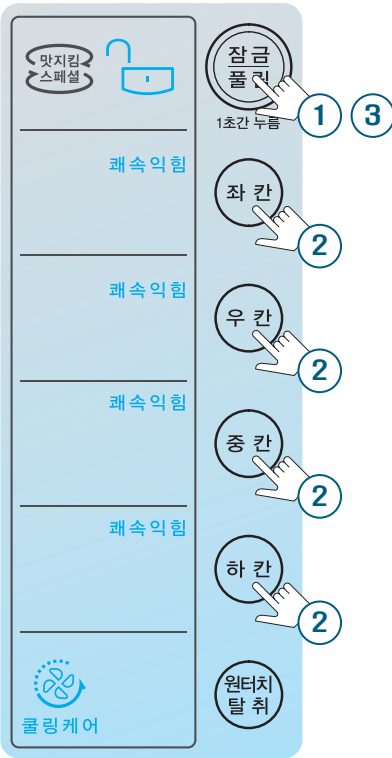 맛지킴
스페셜
잠금
풀림
1초간 누름
1 3
쾌속익힘
좌 칸
2
쾌속익힘
우 칸
2
쾌속익힘
중 칸
2
쾌속익힘
하 칸
2
쿨링케어
원터치
탈 취